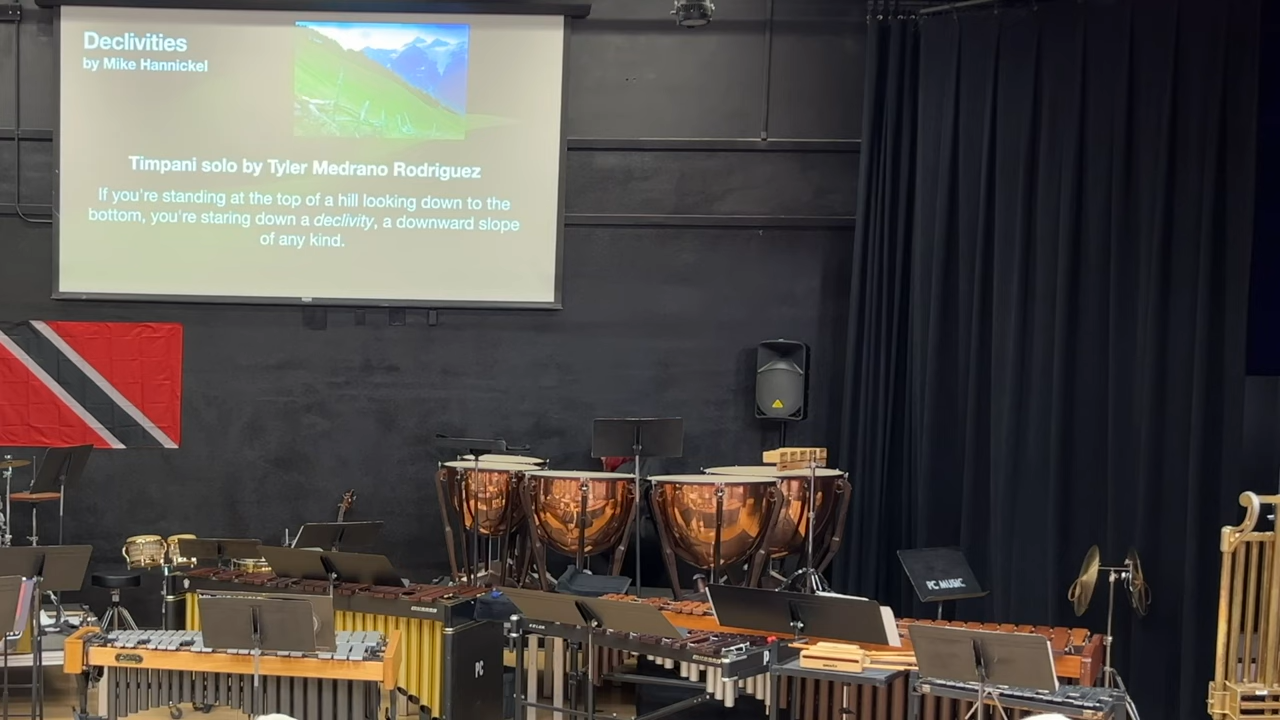 Declivities
by Mike Hannickel
Timpani solo by Tyler Medrano Rodriguez
If you're standing at the top of a hill looking down to the
bottom, you're staring down a declivity, a downward slope
of any kind.
PC MUSIC
PC
P